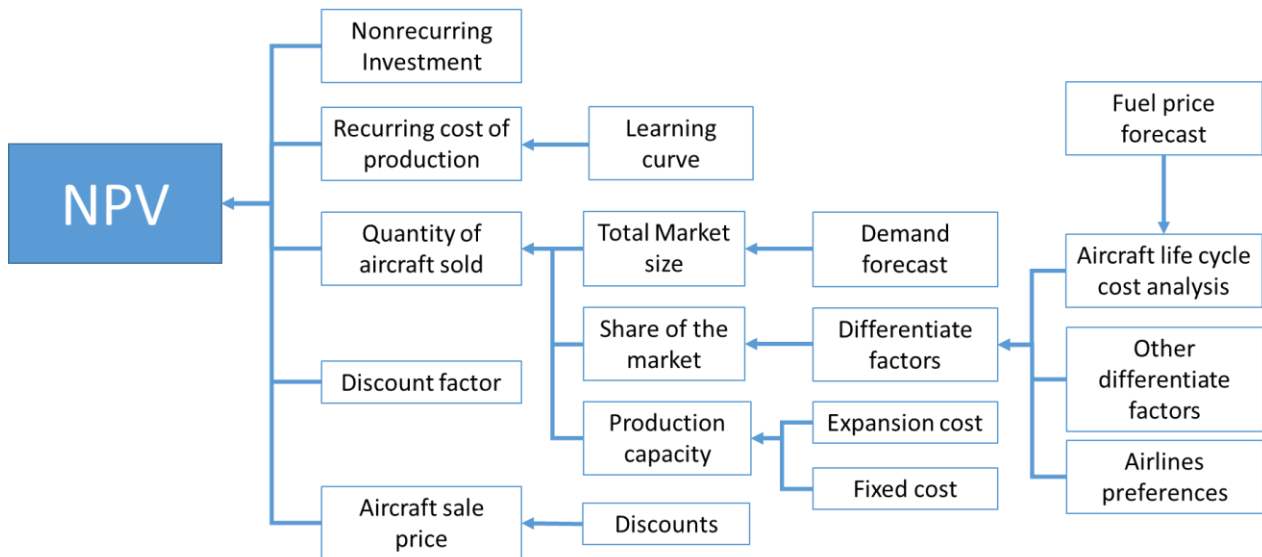 Nonrecurring
Investment
Fuel price
forecast
Recurring cost of
production
Learning
curve
NPV
Quantity of
aircraft sold
Total Market
size
Demand
forecast
Aircraft life cycle
cost analysis
Share of the
market
Differentiate
factors
Other
differentiate
factors
Discount factor
Production
capacity
Expansion cost
Fixed cost
Airlines
preferences
Aircraft sale
price
Discounts